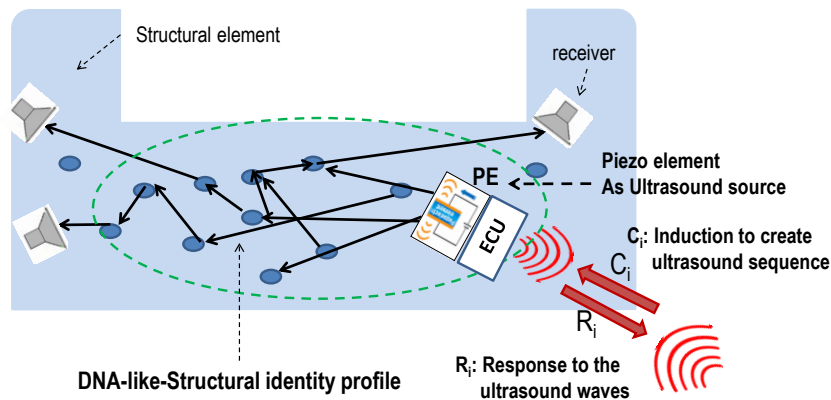 Structural element
receiver
PE
Piezo element
As Ultrasound source
ECU
Cᵢ: Induction to create
ultrasound sequence
Cᵢ
Rᵢ
Rᵢ: Response to the
ultrasound waves
DNA-like-Structural identity profile